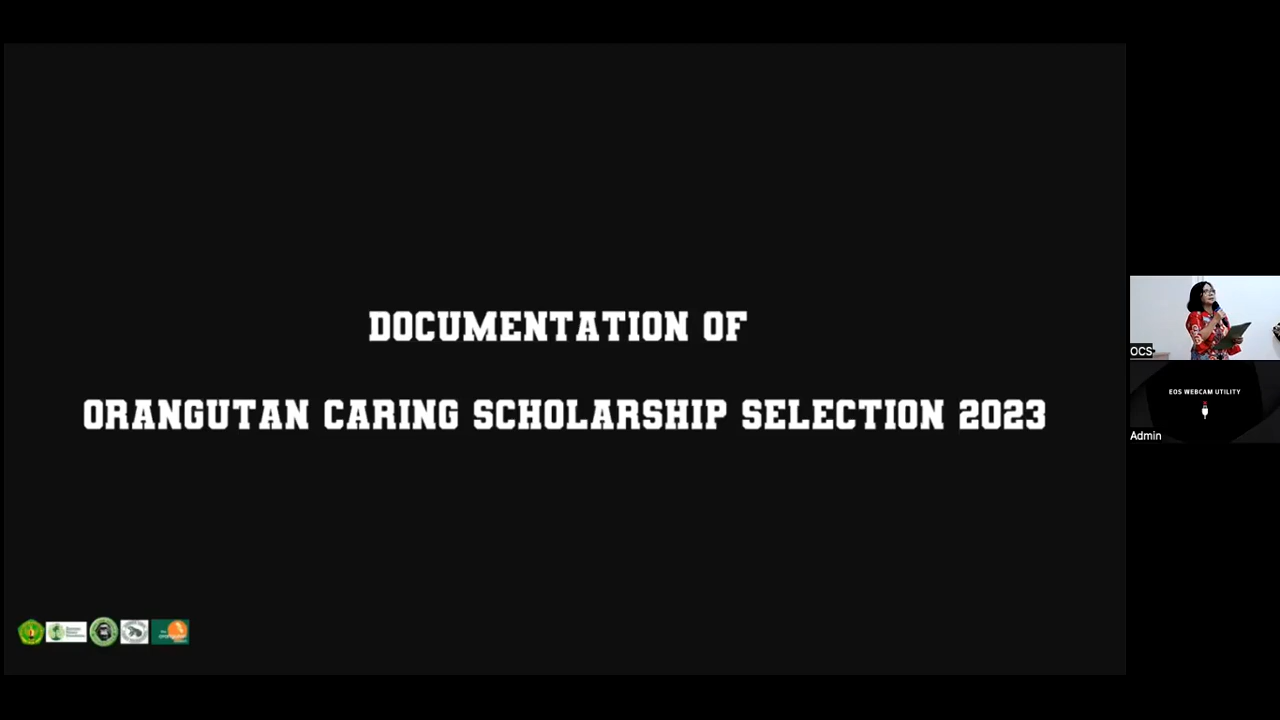 DOCUMENTATION OF
ORANGUTAN CARING SCHOLARSHIP SELECTION 2023
OCS
EOS WEBCAM UTILITY
Admin